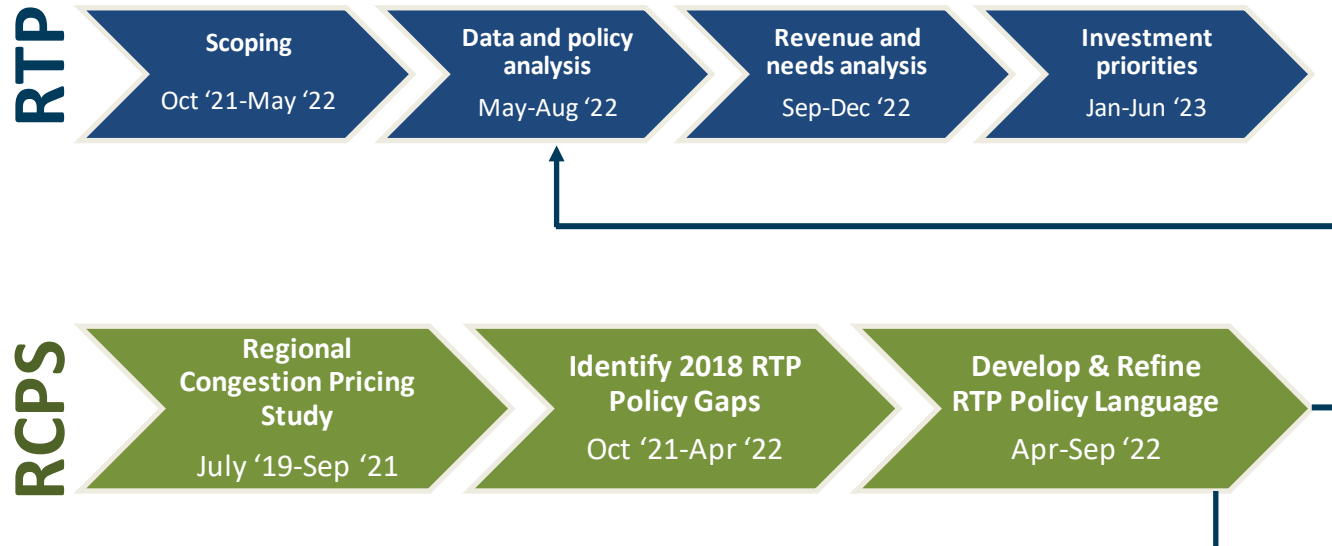 RTP
Scoping
Oct ‘21-May ‘22
Data and policy
analysis
May-Aug ‘22
Revenue and
needs analysis
Sep-Dec ‘22
Investment
priorities
Jan-Jun ‘23
RCPS
Regional
Congestion Pricing
Study
July ‘19-Sep ‘21
Identify 2018 RTP
Policy Gaps
Oct ‘21-Apr ‘22
Develop & Refine
RTP Policy Language
Apr-Sep ‘22